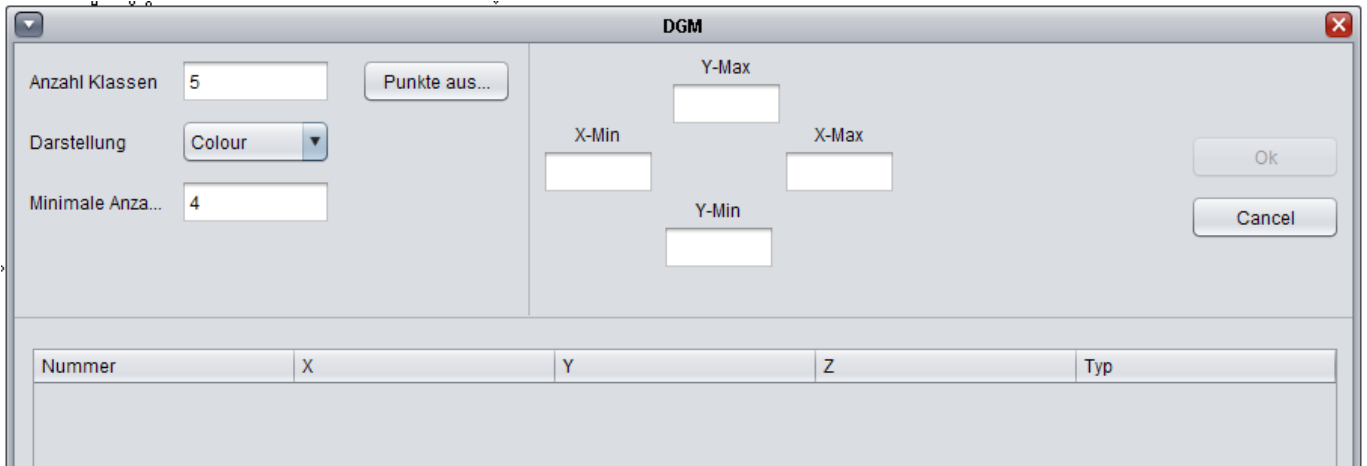 DGM
Anzahl Klassen 5 Punkte aus...
Darstellung Colour
Minimale Anza... 4
Y-Max
X-Min X-Max
Y-Min
Ok
Cancel
Nummer X Y Z Typ